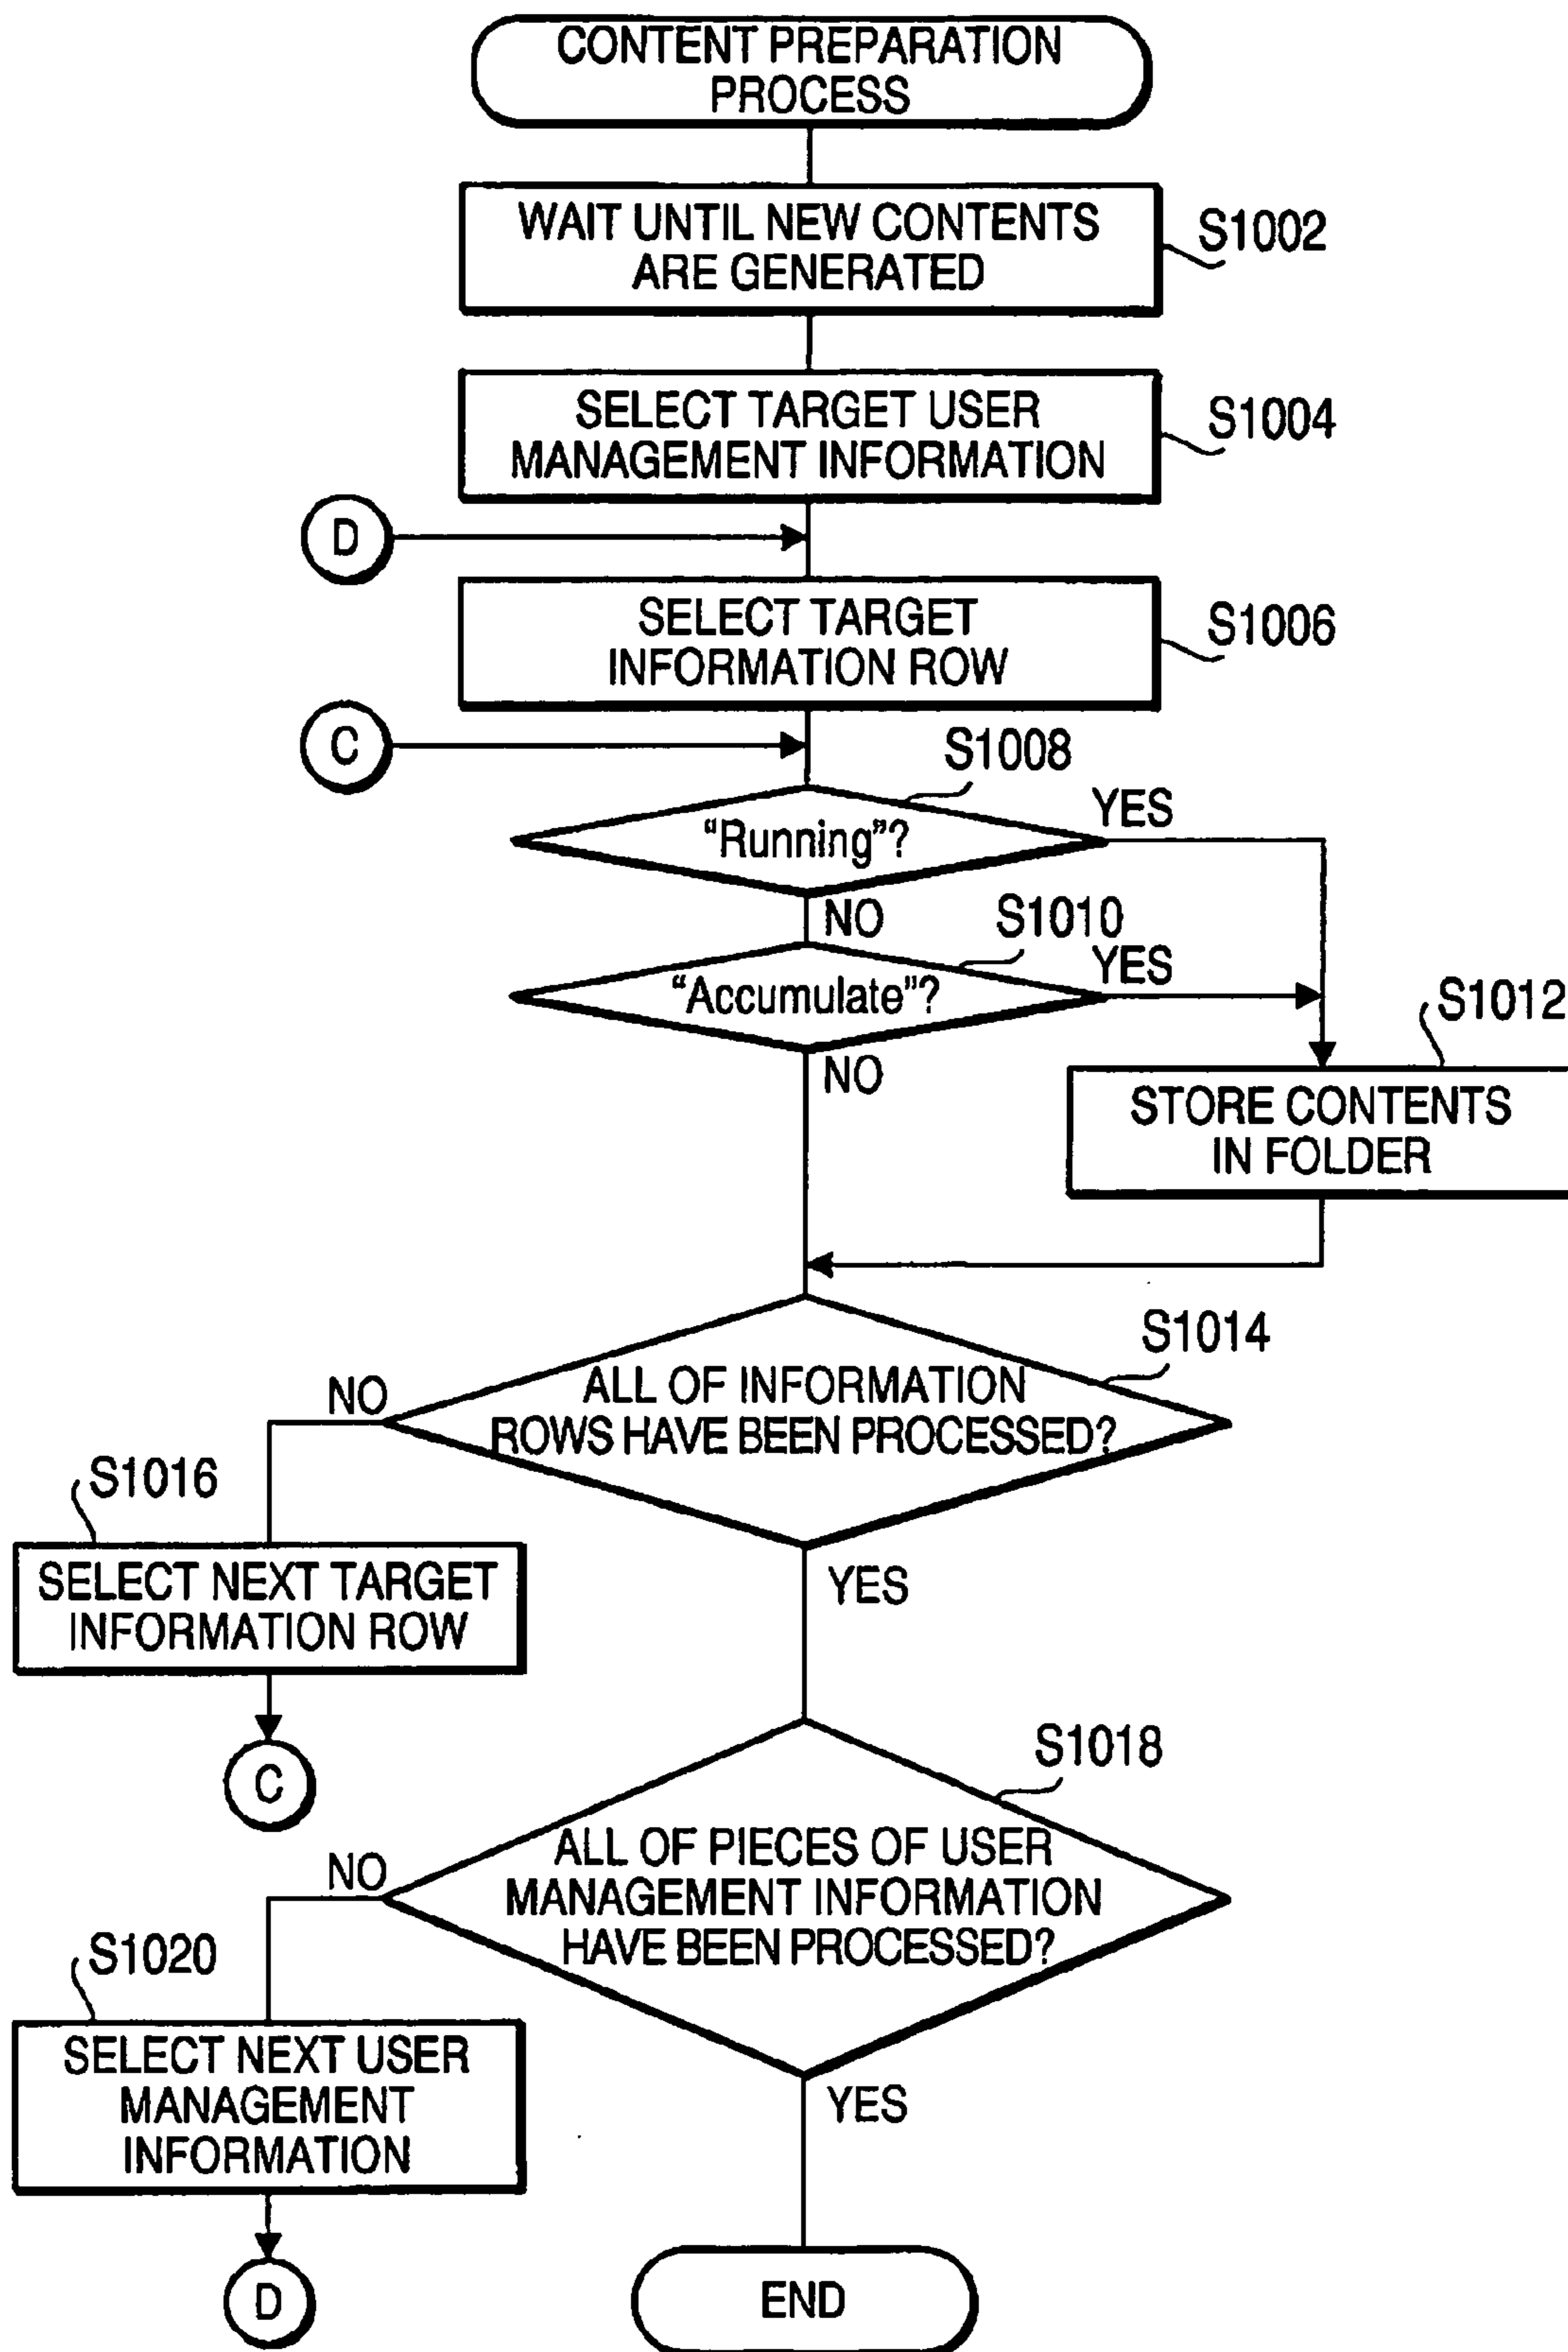 CONTENT PREPARATION
PROCESS
WAIT UNTIL NEW CONTENTS
ARE GENERATED
S1002
SELECT TARGET USER
MANAGEMENT INFORMATION
S1004
D
SELECT TARGET
INFORMATION ROW
S1006
C
S1008
“Running”?
YES
NO
S1010
“Accumulate”?
YES
NO
S1012
STORE CONTENTS
IN FOLDER
S1014
ALL OF INFORMATION
ROWS HAVE BEEN PROCESSED?
NO
S1016
SELECT NEXT TARGET
INFORMATION ROW
YES
C
S1018
ALL OF PIECES OF USER
MANAGEMENT INFORMATION
HAVE BEEN PROCESSED?
NO
S1020
SELECT NEXT USER
MANAGEMENT
INFORMATION
YES
D
END